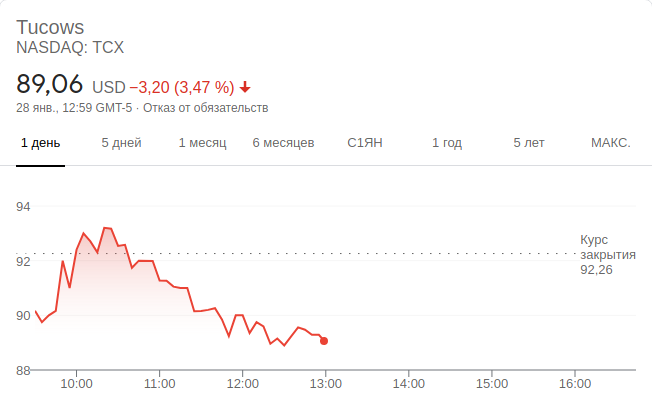 Tucows
NASDAQ: TCX
89,06 USD −3,20 (3,47 %)
28 янв., 12:59 GMT-5 · Отказ от обязательств
1 день 5 дней 1 месяц 6 месяцев С1ЯН 1 год 5 лет МАКС.
94
92
90
88
Курс
закрытия
92,26
10:00 11:00 12:00 13:00 14:00 15:00 16:00